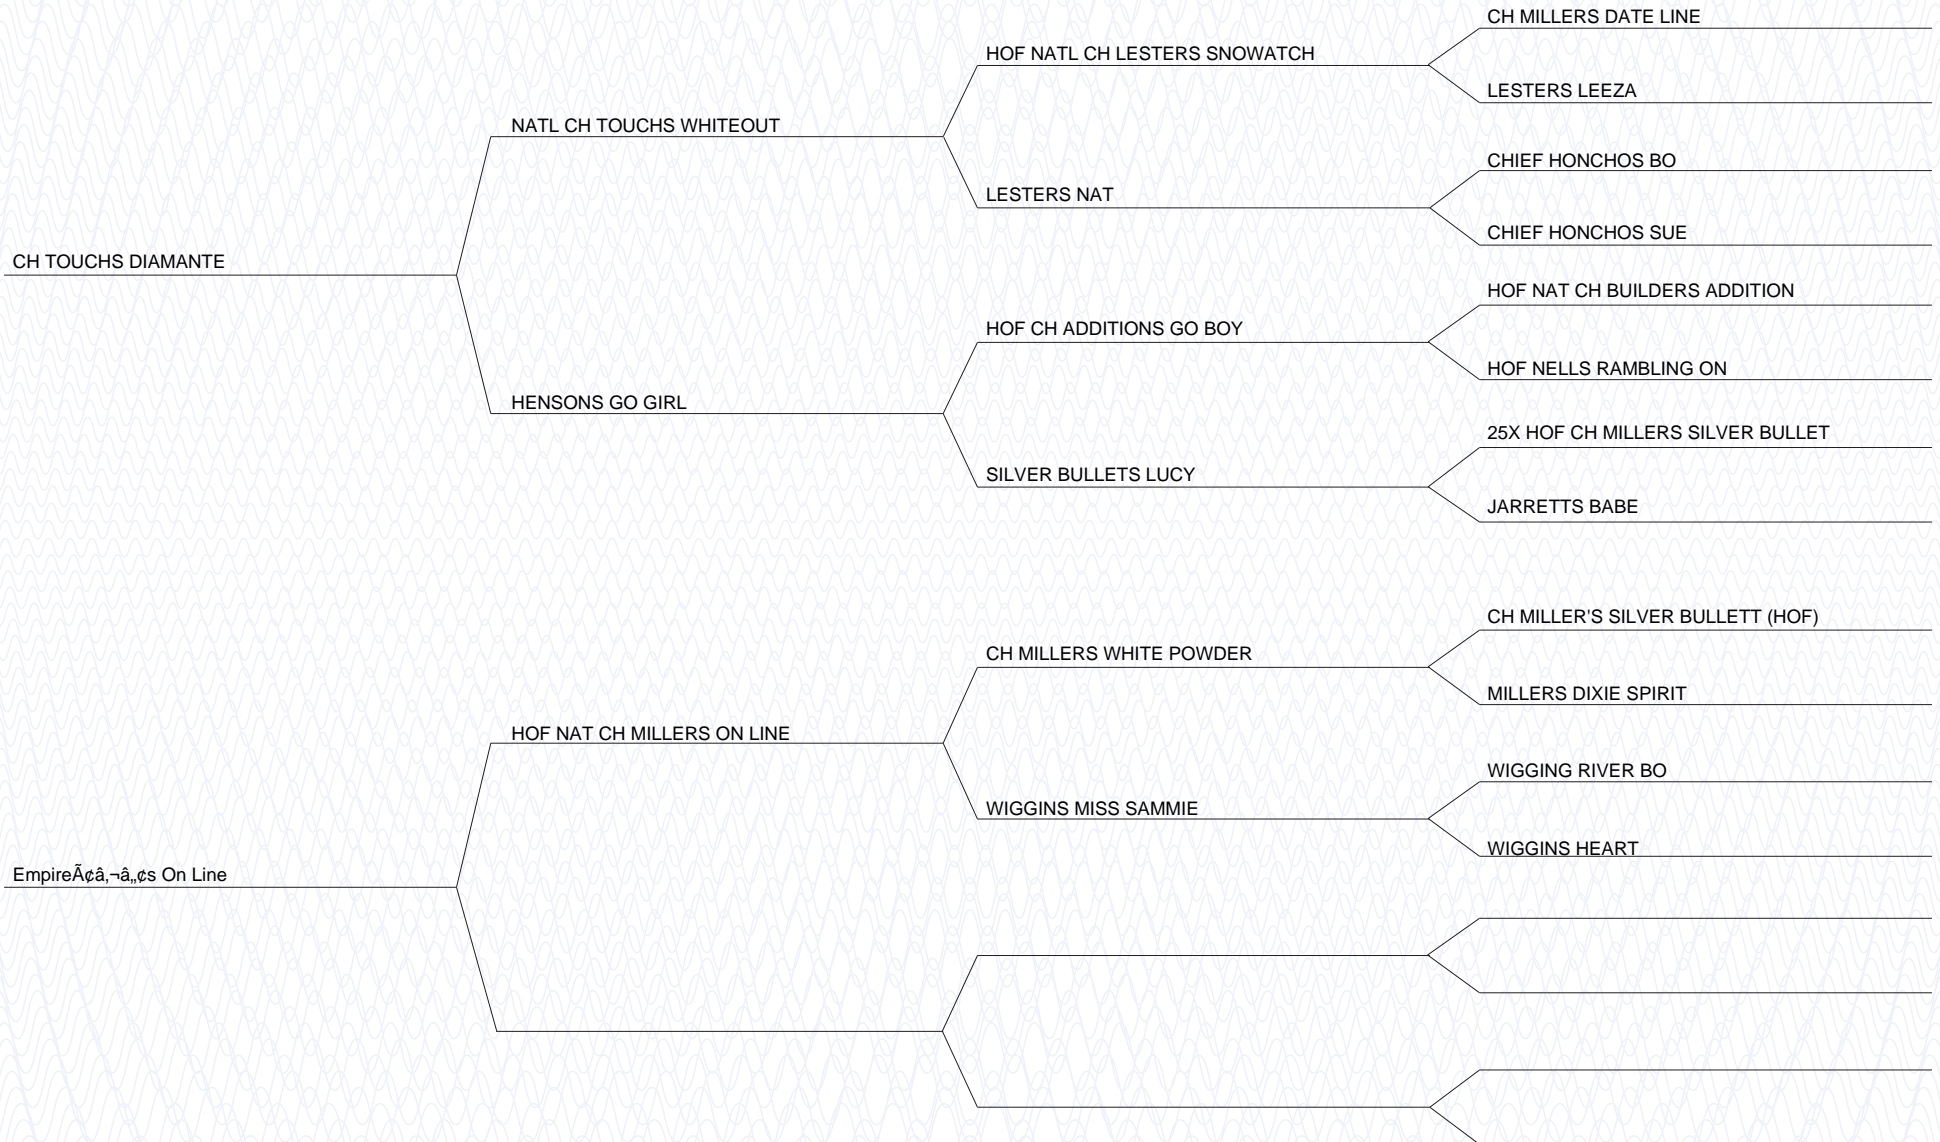 CH MILLERS DATE LINE
HOF NATL CH LESTERS SNOWATCH
LESTERS LEEZA
NATL CH TOUCHS WHITEOUT
CHIEF HONCHOS BO
LESTERS NAT
CHIEF HONCHOS SUE
CH TOUCHS DIAMANTE
HOF NAT CH BUILDERS ADDITION
HOF CH ADDITIONS GO BOY
HOF NELLS RAMBLING ON
HENSONS GO GIRL
25X HOF CH MILLERS SILVER BULLET
SILVER BULLETS LUCY
JARRETTS BABE
CH MILLER'S SILVER BULLETT (HOF)
CH MILLERS WHITE POWDER
MILLERS DIXIE SPIRIT
HOF NAT CH MILLERS ON LINE
WIGGING RIVER BO
WIGGINS MISS SAMMIE
WIGGINS HEART
EmpireÃ¢â‚¬â„¢s On Line